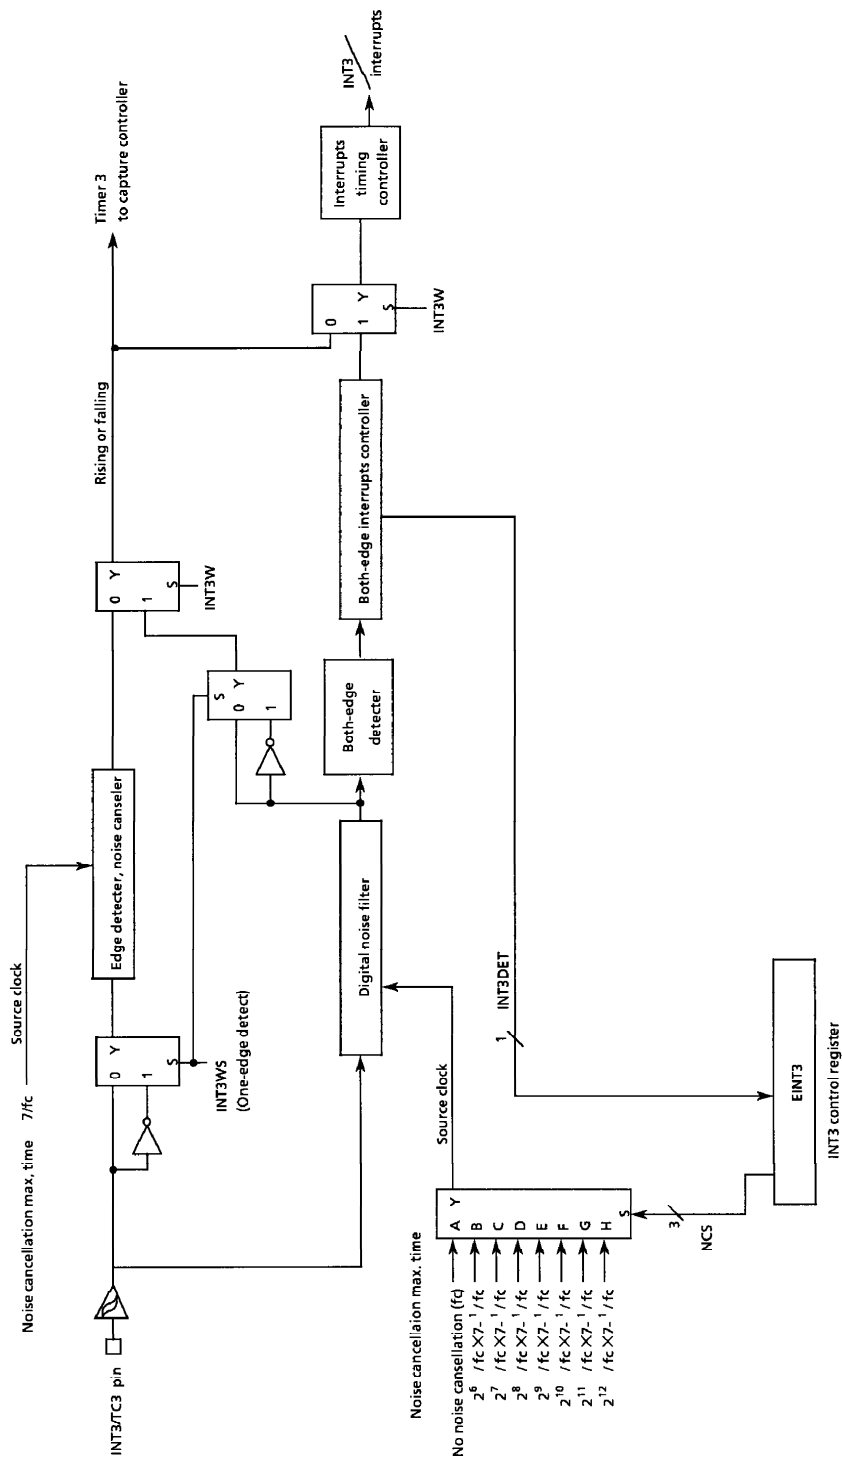 Noise cancellation max, time 7/fc
Source clock
INT3/TC3 pin
0 Y
1
S
INT3WS
(One-edge detect)
Edge detecter, noise canseler
S
0 Y
1
0 Y
1
S
INT3W
Rising or falling
Timer 3
to capture controller
Digital noise filter
Both-edge
detecter
Both-edge interrupts controller
0
1 Y
S
INT3W
Interrupts
timing
controller
INT3
interrupts
Noise cancellaion max. time
No noise cansellation (fc)
2⁶ /fc X7-¹/fc
2⁷ /fc X7-¹/fc
2⁸ /fc X7-¹/fc
2⁹ /fc X7-¹/fc
2¹⁰ /fc X7-¹/fc
2¹¹ /fc X7-¹/fc
2¹² /fc X7-¹/fc
A Y
B
C
D
E
F
G
H
S
Source clock
1
INT3DET
3
NCS
EINT3
INT3 control register